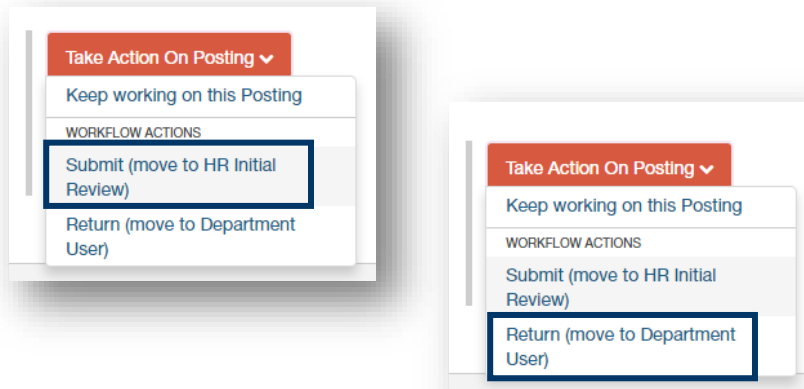 Take Action On Posting
Keep working on this Posting
WORKFLOW ACTIONS
Submit (move to HR Initial
Review)
Return (move to Department
User)
Take Action On Posting
Keep working on this Posting
WORKFLOW ACTIONS
Submit (move to HR Initial
Review)
Return (move to Department
User)